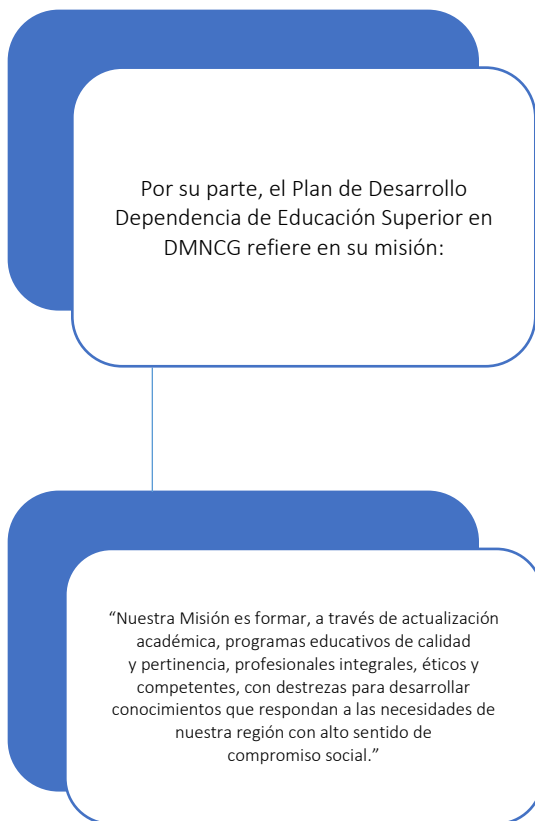 Por su parte, el Plan de Desarrollo
Dependencia de Educación Superior en
DMNCG refiere en su misión:
“Nuestra Misión es formar, a través de actualización
académica, programas educativos de calidad
y pertinencia, profesionales integrales, éticos y
competentes, con destrezas para desarrollar
conocimientos que respondan a las necesidades de
nuestra región con alto sentido de
compromiso social.”